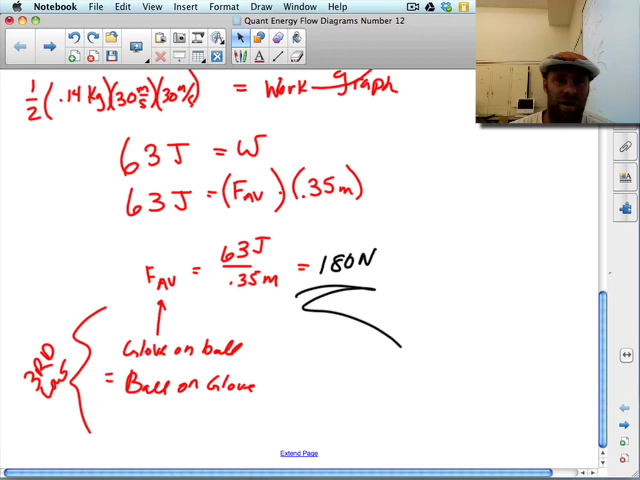 Notebook File Edit View Insert Format Draw Window Help
Quant Energy Flow Diagrams Number 12
1/2 (.14 Kg)(30 m/s)(30 m/s) = Work graph
63 J = W
63 J = (FAV) · (.35 m)
FAV = 63 J / .35 m = 180 N
Glove on ball
= Ball on Glove
3RD
Extend Page